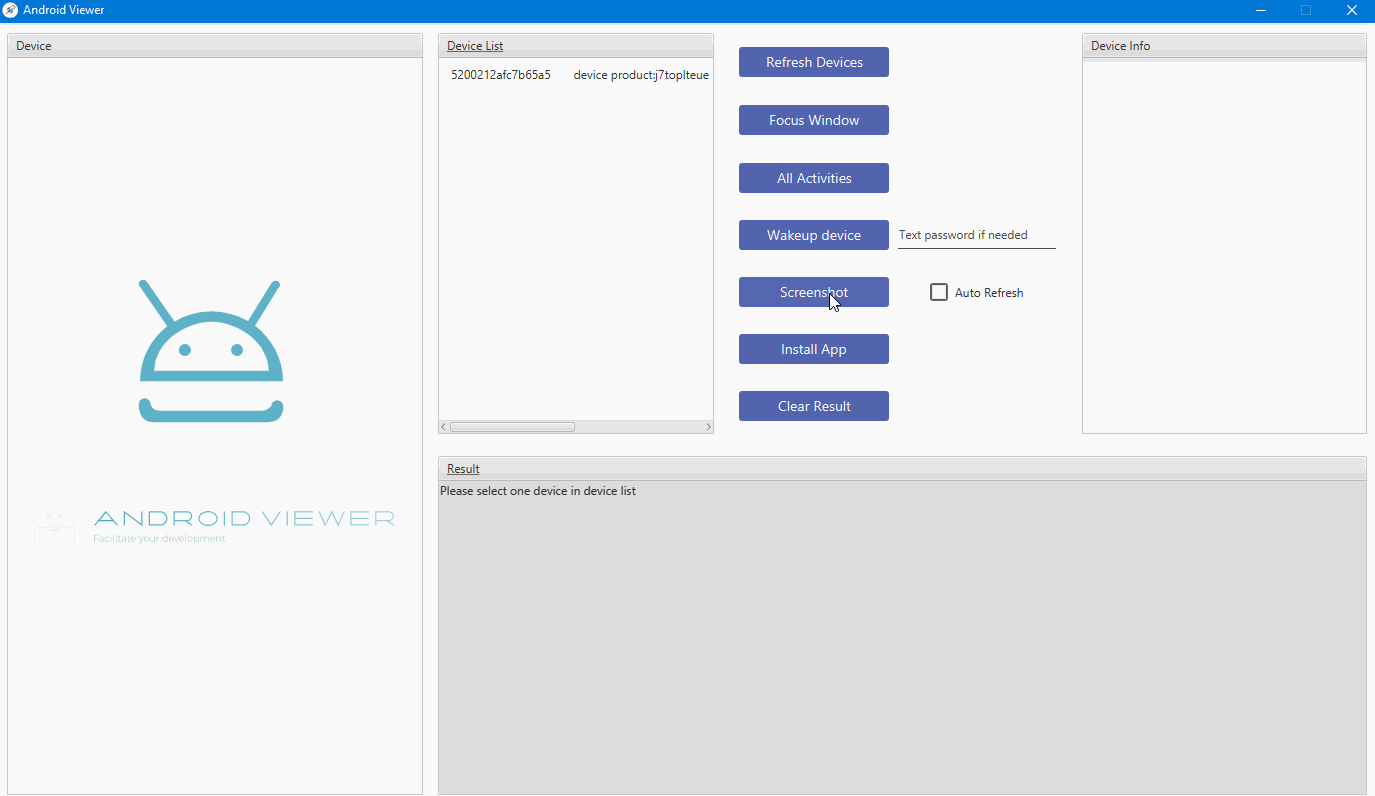 Android Viewer
Device
ANDROID VIEWER
Facilitate your development
Device List
5200212afc7b65a5 device product:j7toplteue
Refresh Devices
Focus Window
All Activities
Wakeup device
Text password if needed
Screenshot
Auto Refresh
Install App
Clear Result
Device Info
Result
Please select one device in device list